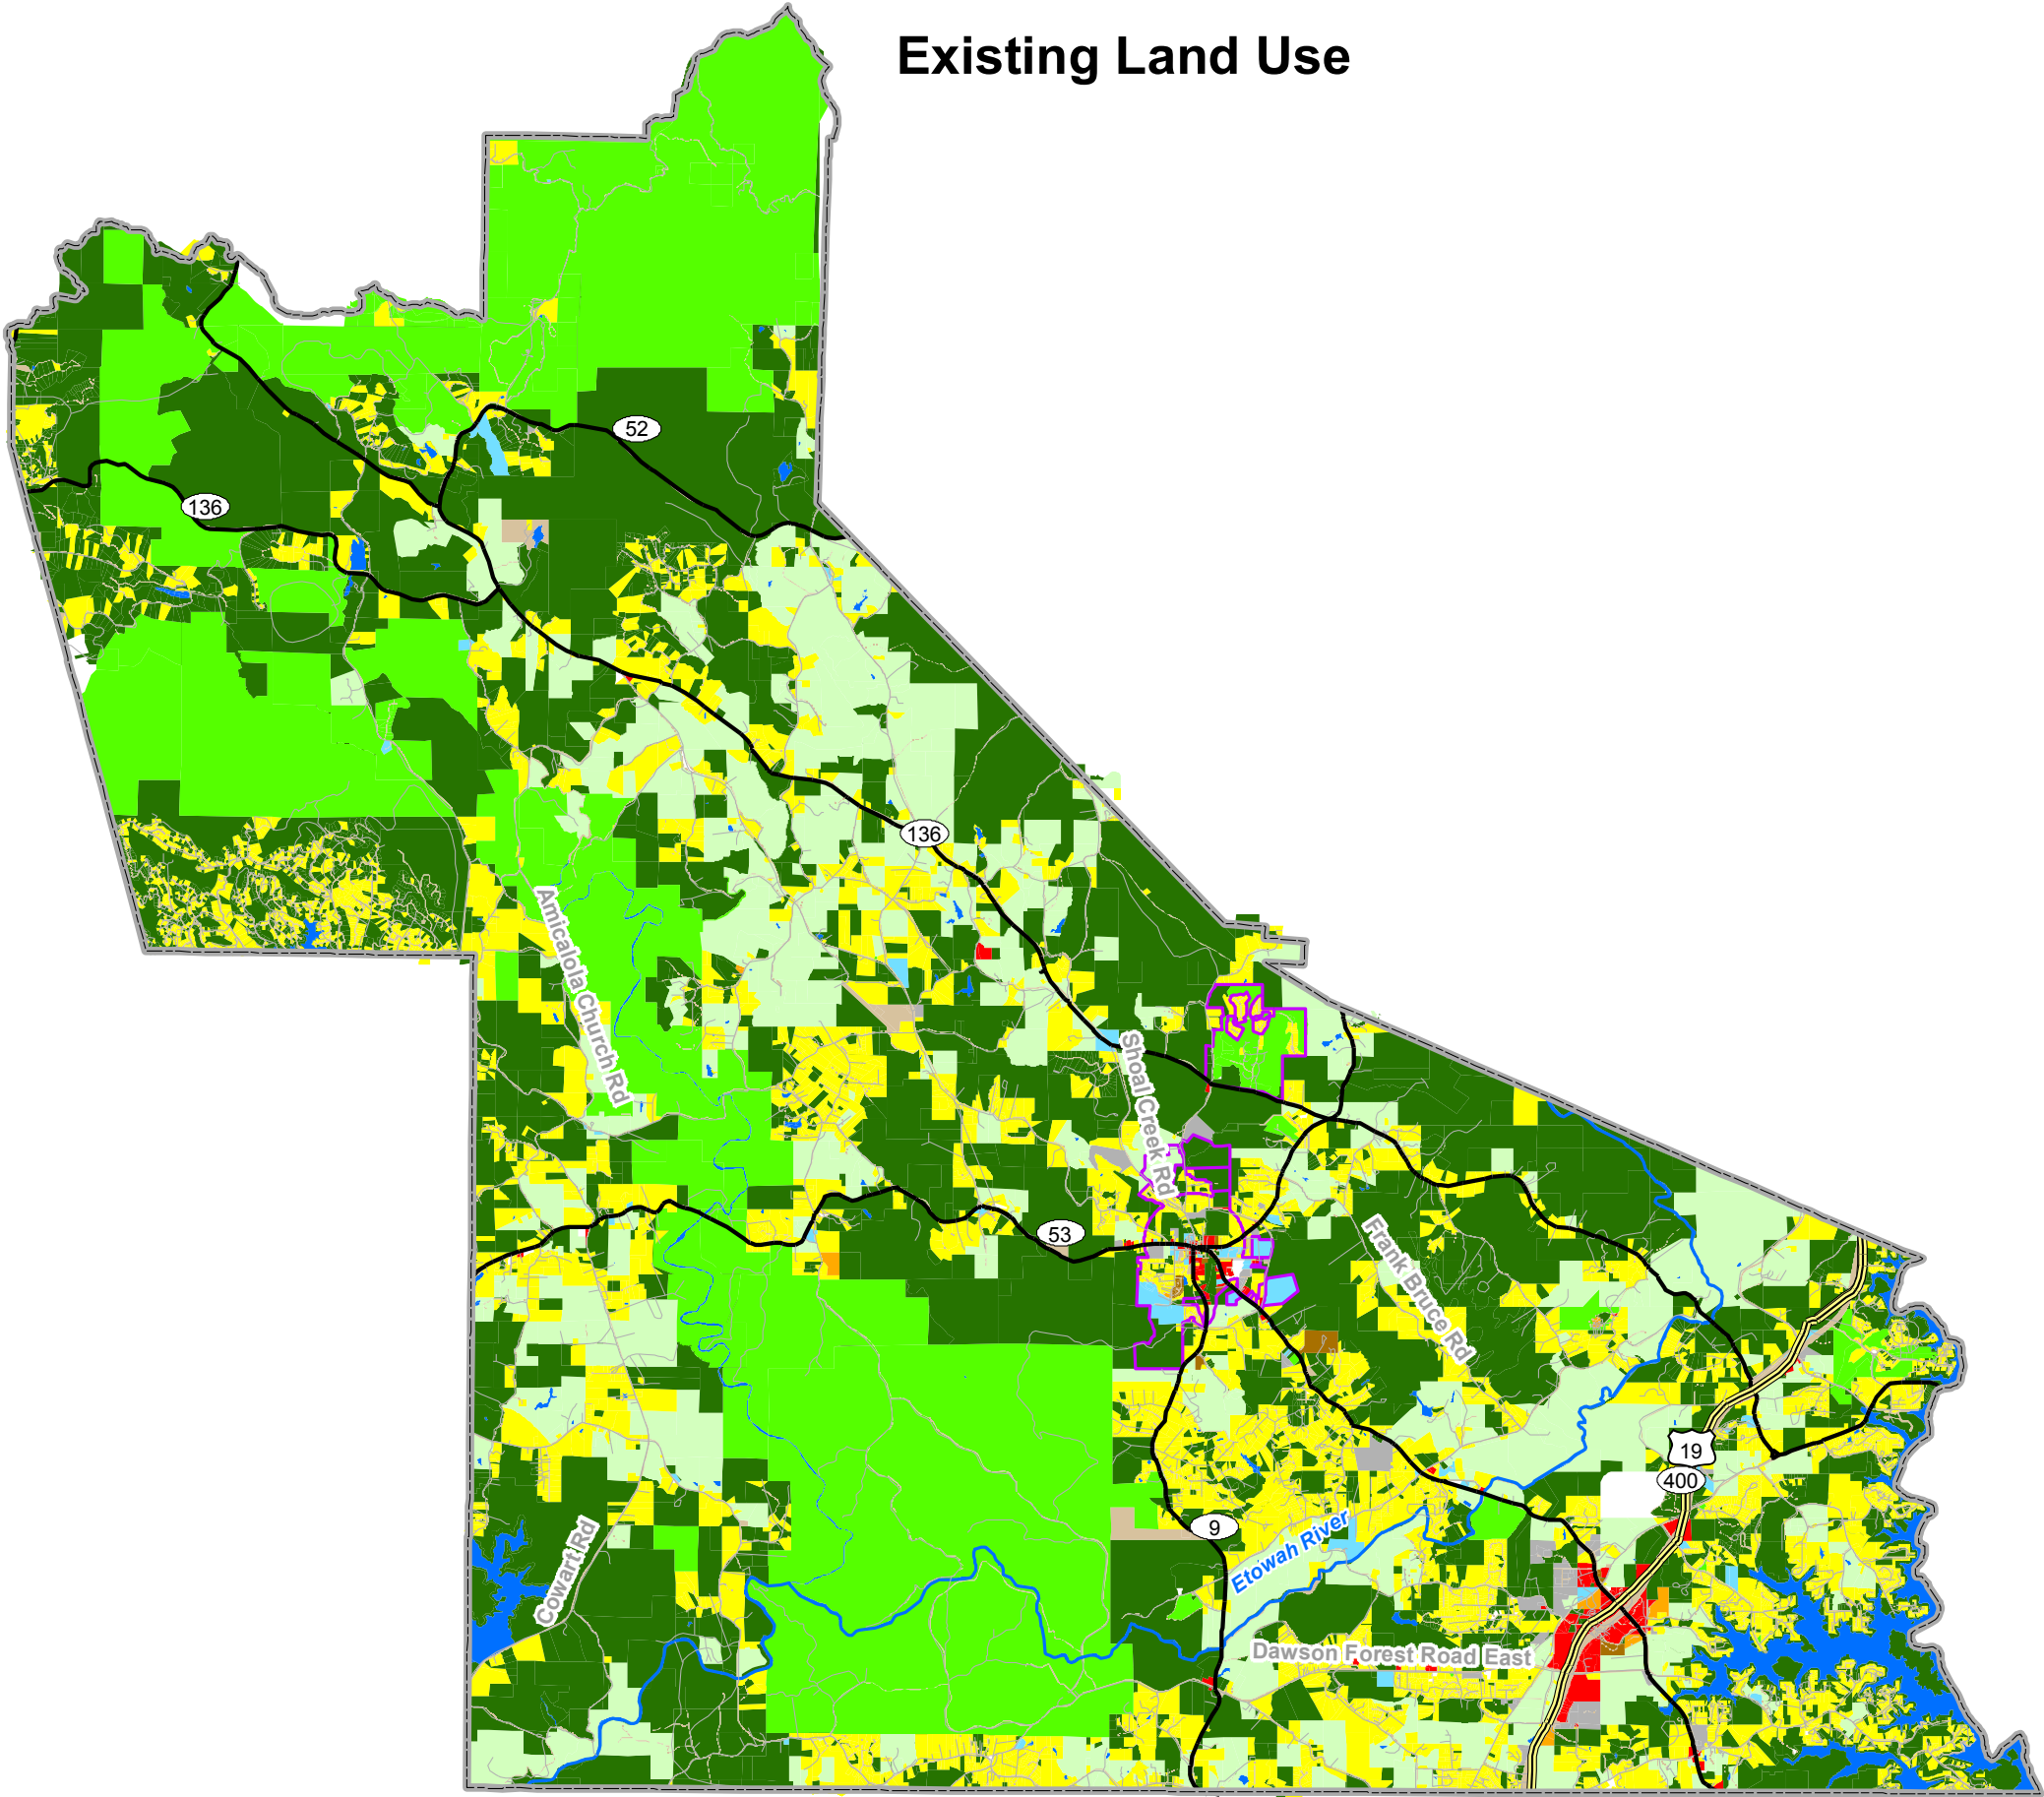 Existing Land Use
52
136
136
Amicalola Church Rd
Shoal Creek Rd
53
Frank Bruce Rd
19
400
9
Etowah River
Cowart Rd
Dawson Forest Road East